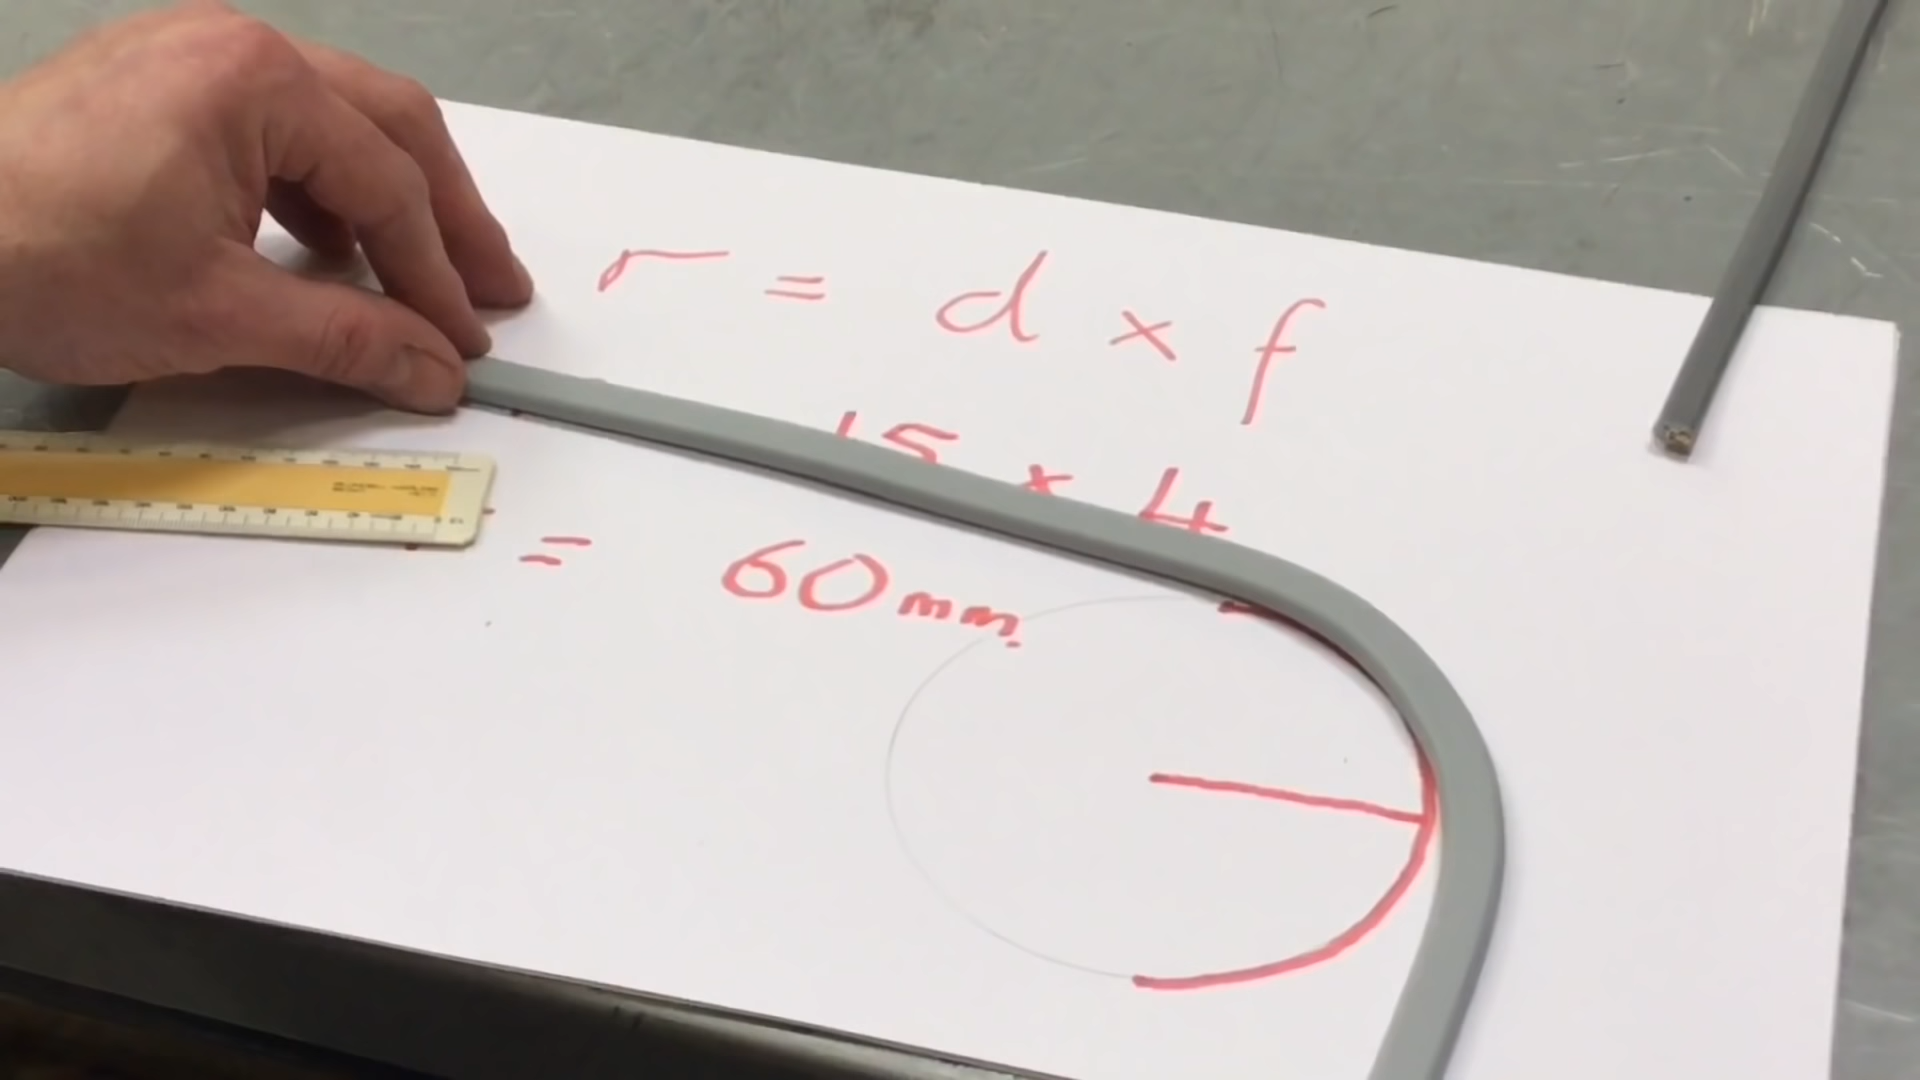 r = d × f
15 × 4
= 60mm.